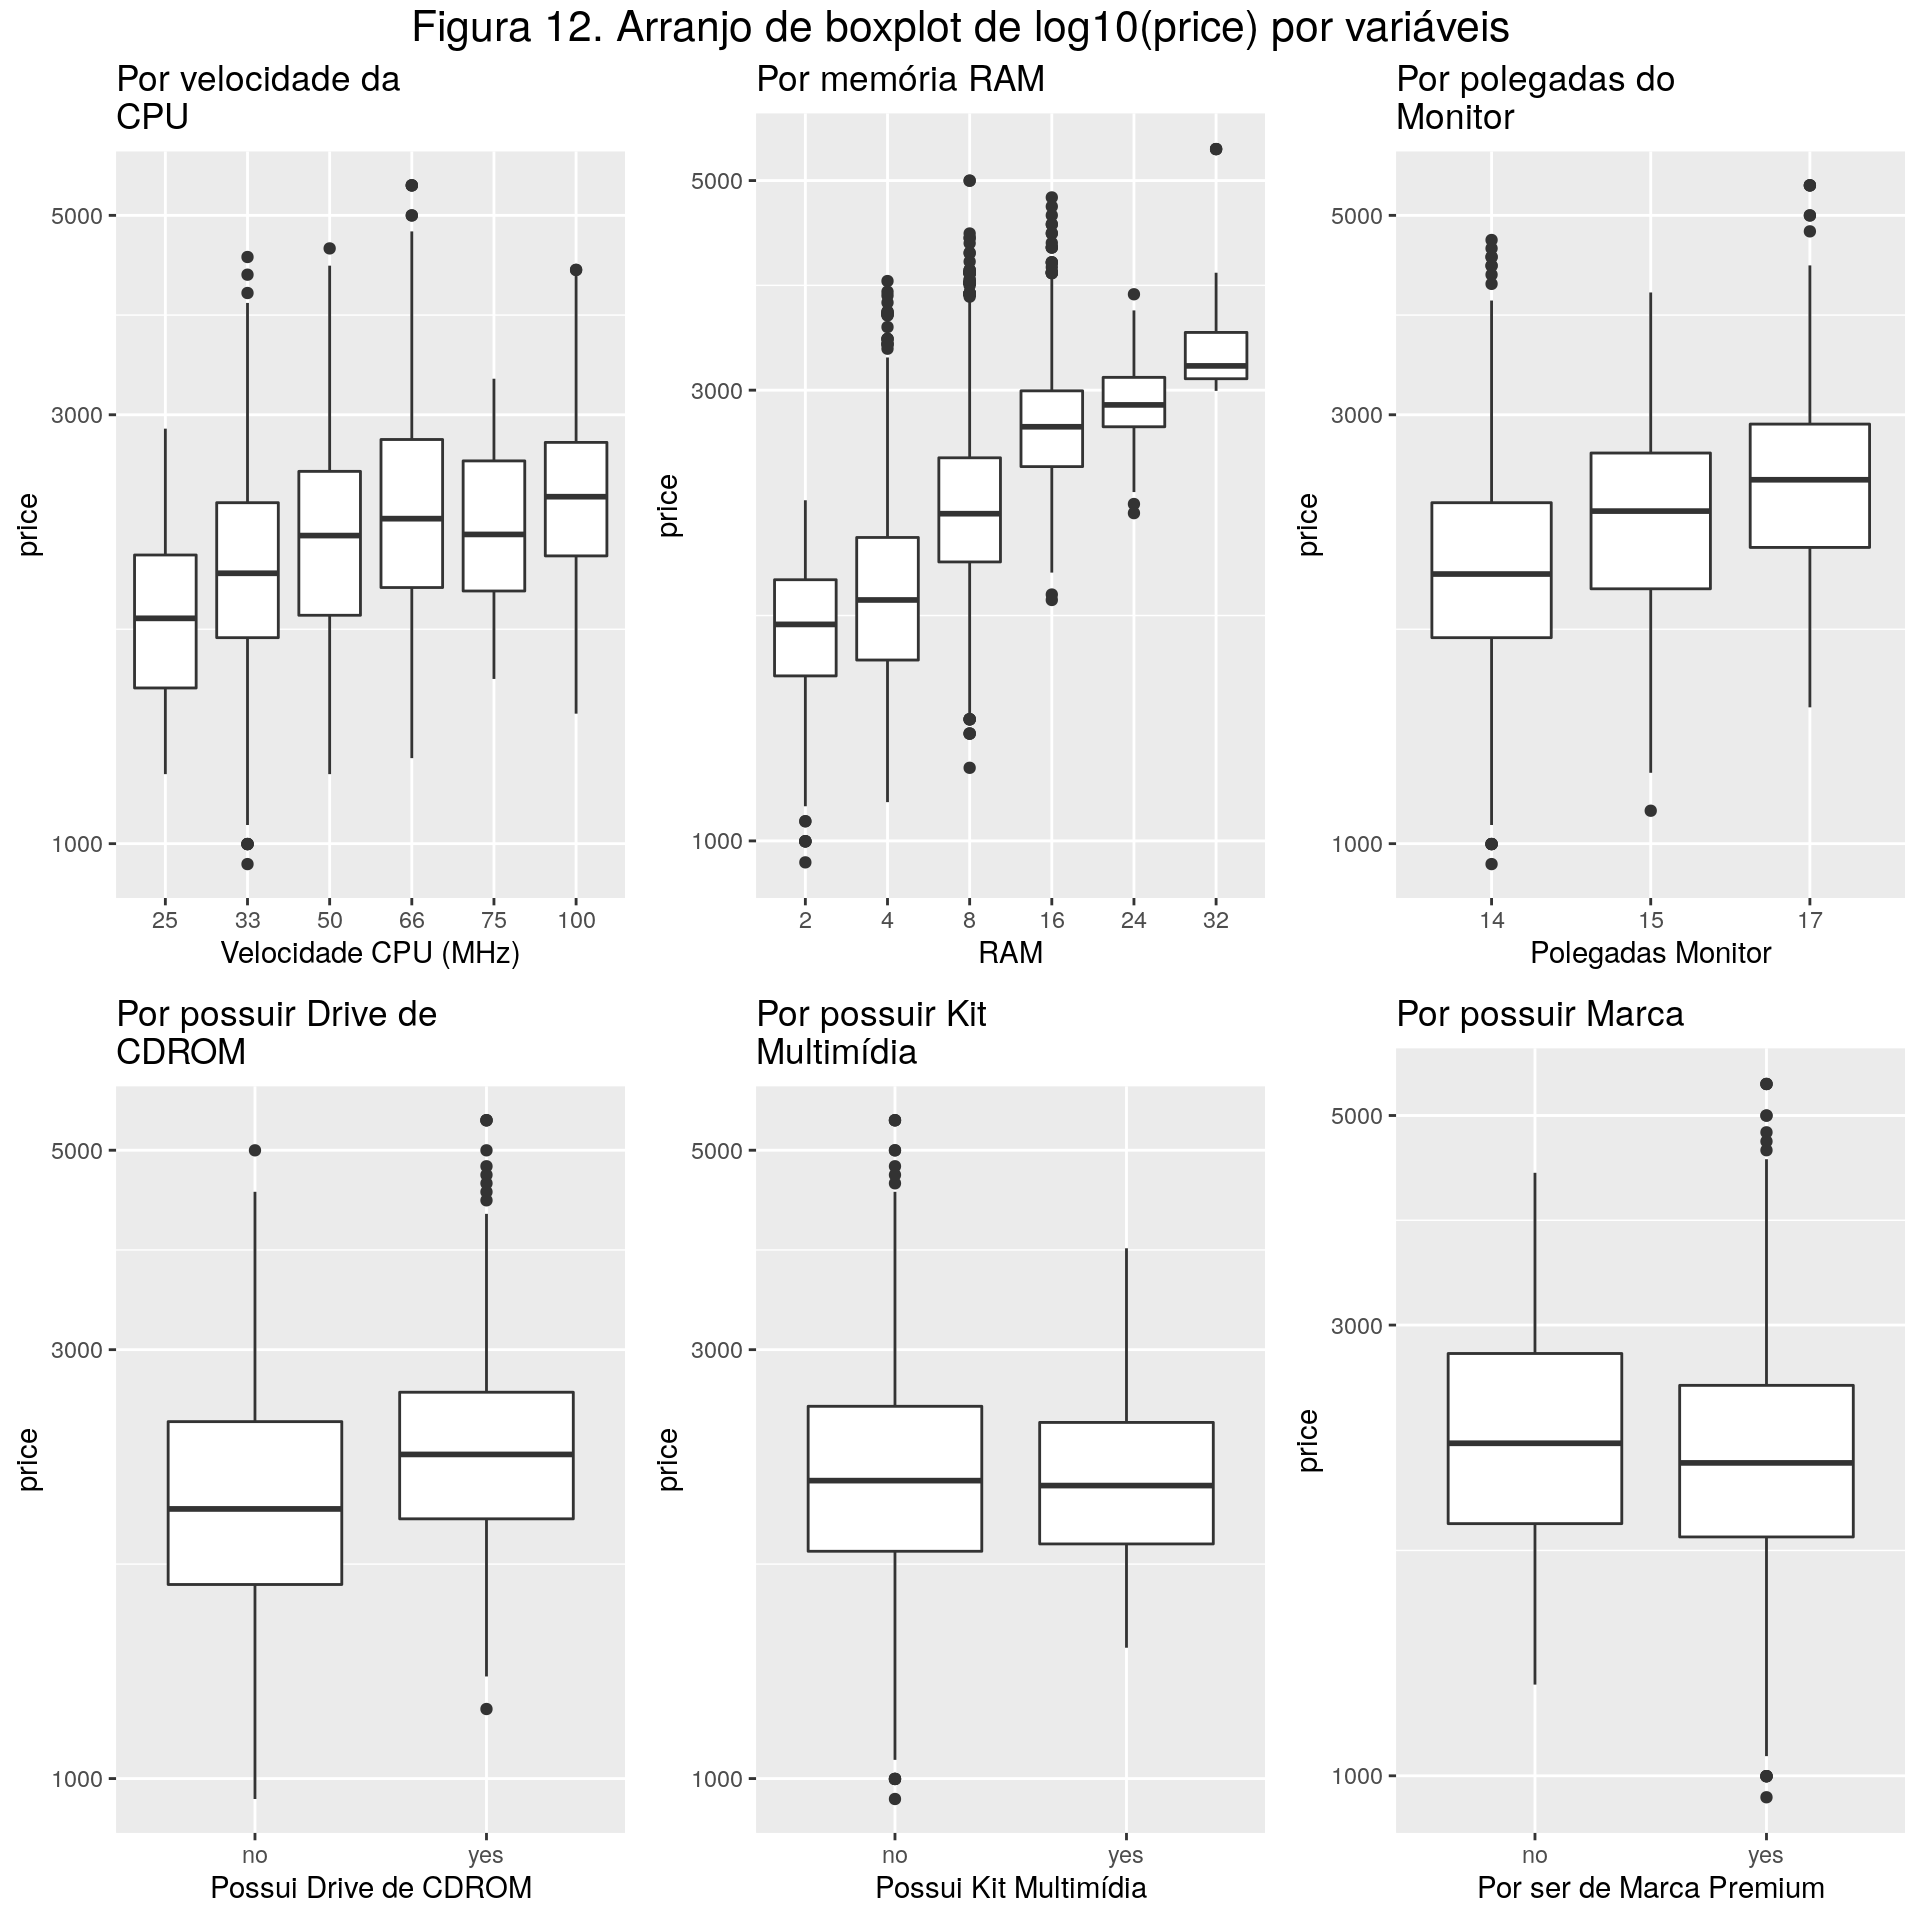 Figura 12. Arranjo de boxplot de log10(price) por variáveis
Por velocidade da
CPU
price
5000
3000
1000
25 33 50 66 75 100
Velocidade CPU (MHz)
Por memória RAM
price
5000
3000
1000
2 4 8 16 24 32
RAM
Por polegadas do
Monitor
price
5000
3000
1000
14 15 17
Polegadas Monitor
Por possuir Drive de
CDROM
price
5000
3000
1000
no yes
Possui Drive de CDROM
Por possuir Kit
Multimídia
price
5000
3000
1000
no yes
Possui Kit Multimídia
Por possuir Marca
price
5000
3000
1000
no yes
Por ser de Marca Premium